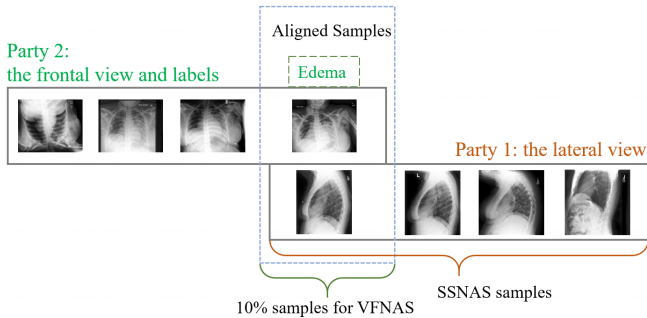 Aligned Samples
Party 2:
the frontal view and labels
Edema
Party 1: the lateral view
10% samples for VFNAS
SSNAS samples